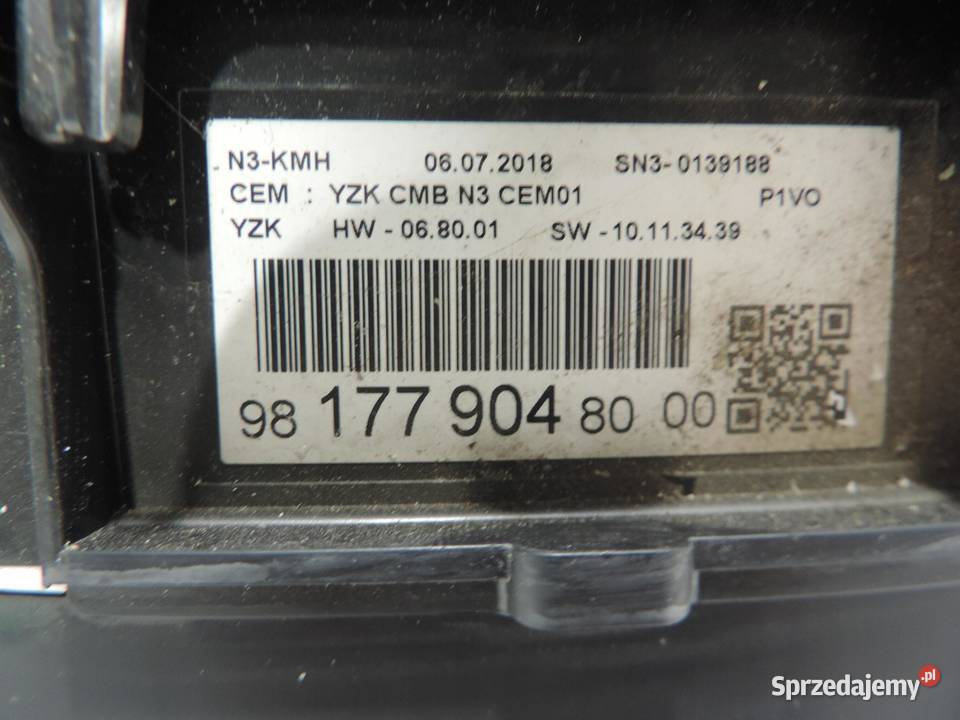 N3-KMH 06.07.2018 SN3-0139188
CEM : YZK CMB N3 CEM01 P1VO
YZK HW - 06.80.01 SW - 10.11.34.39
98 177 904 80 00
Sprzedajemy.pl